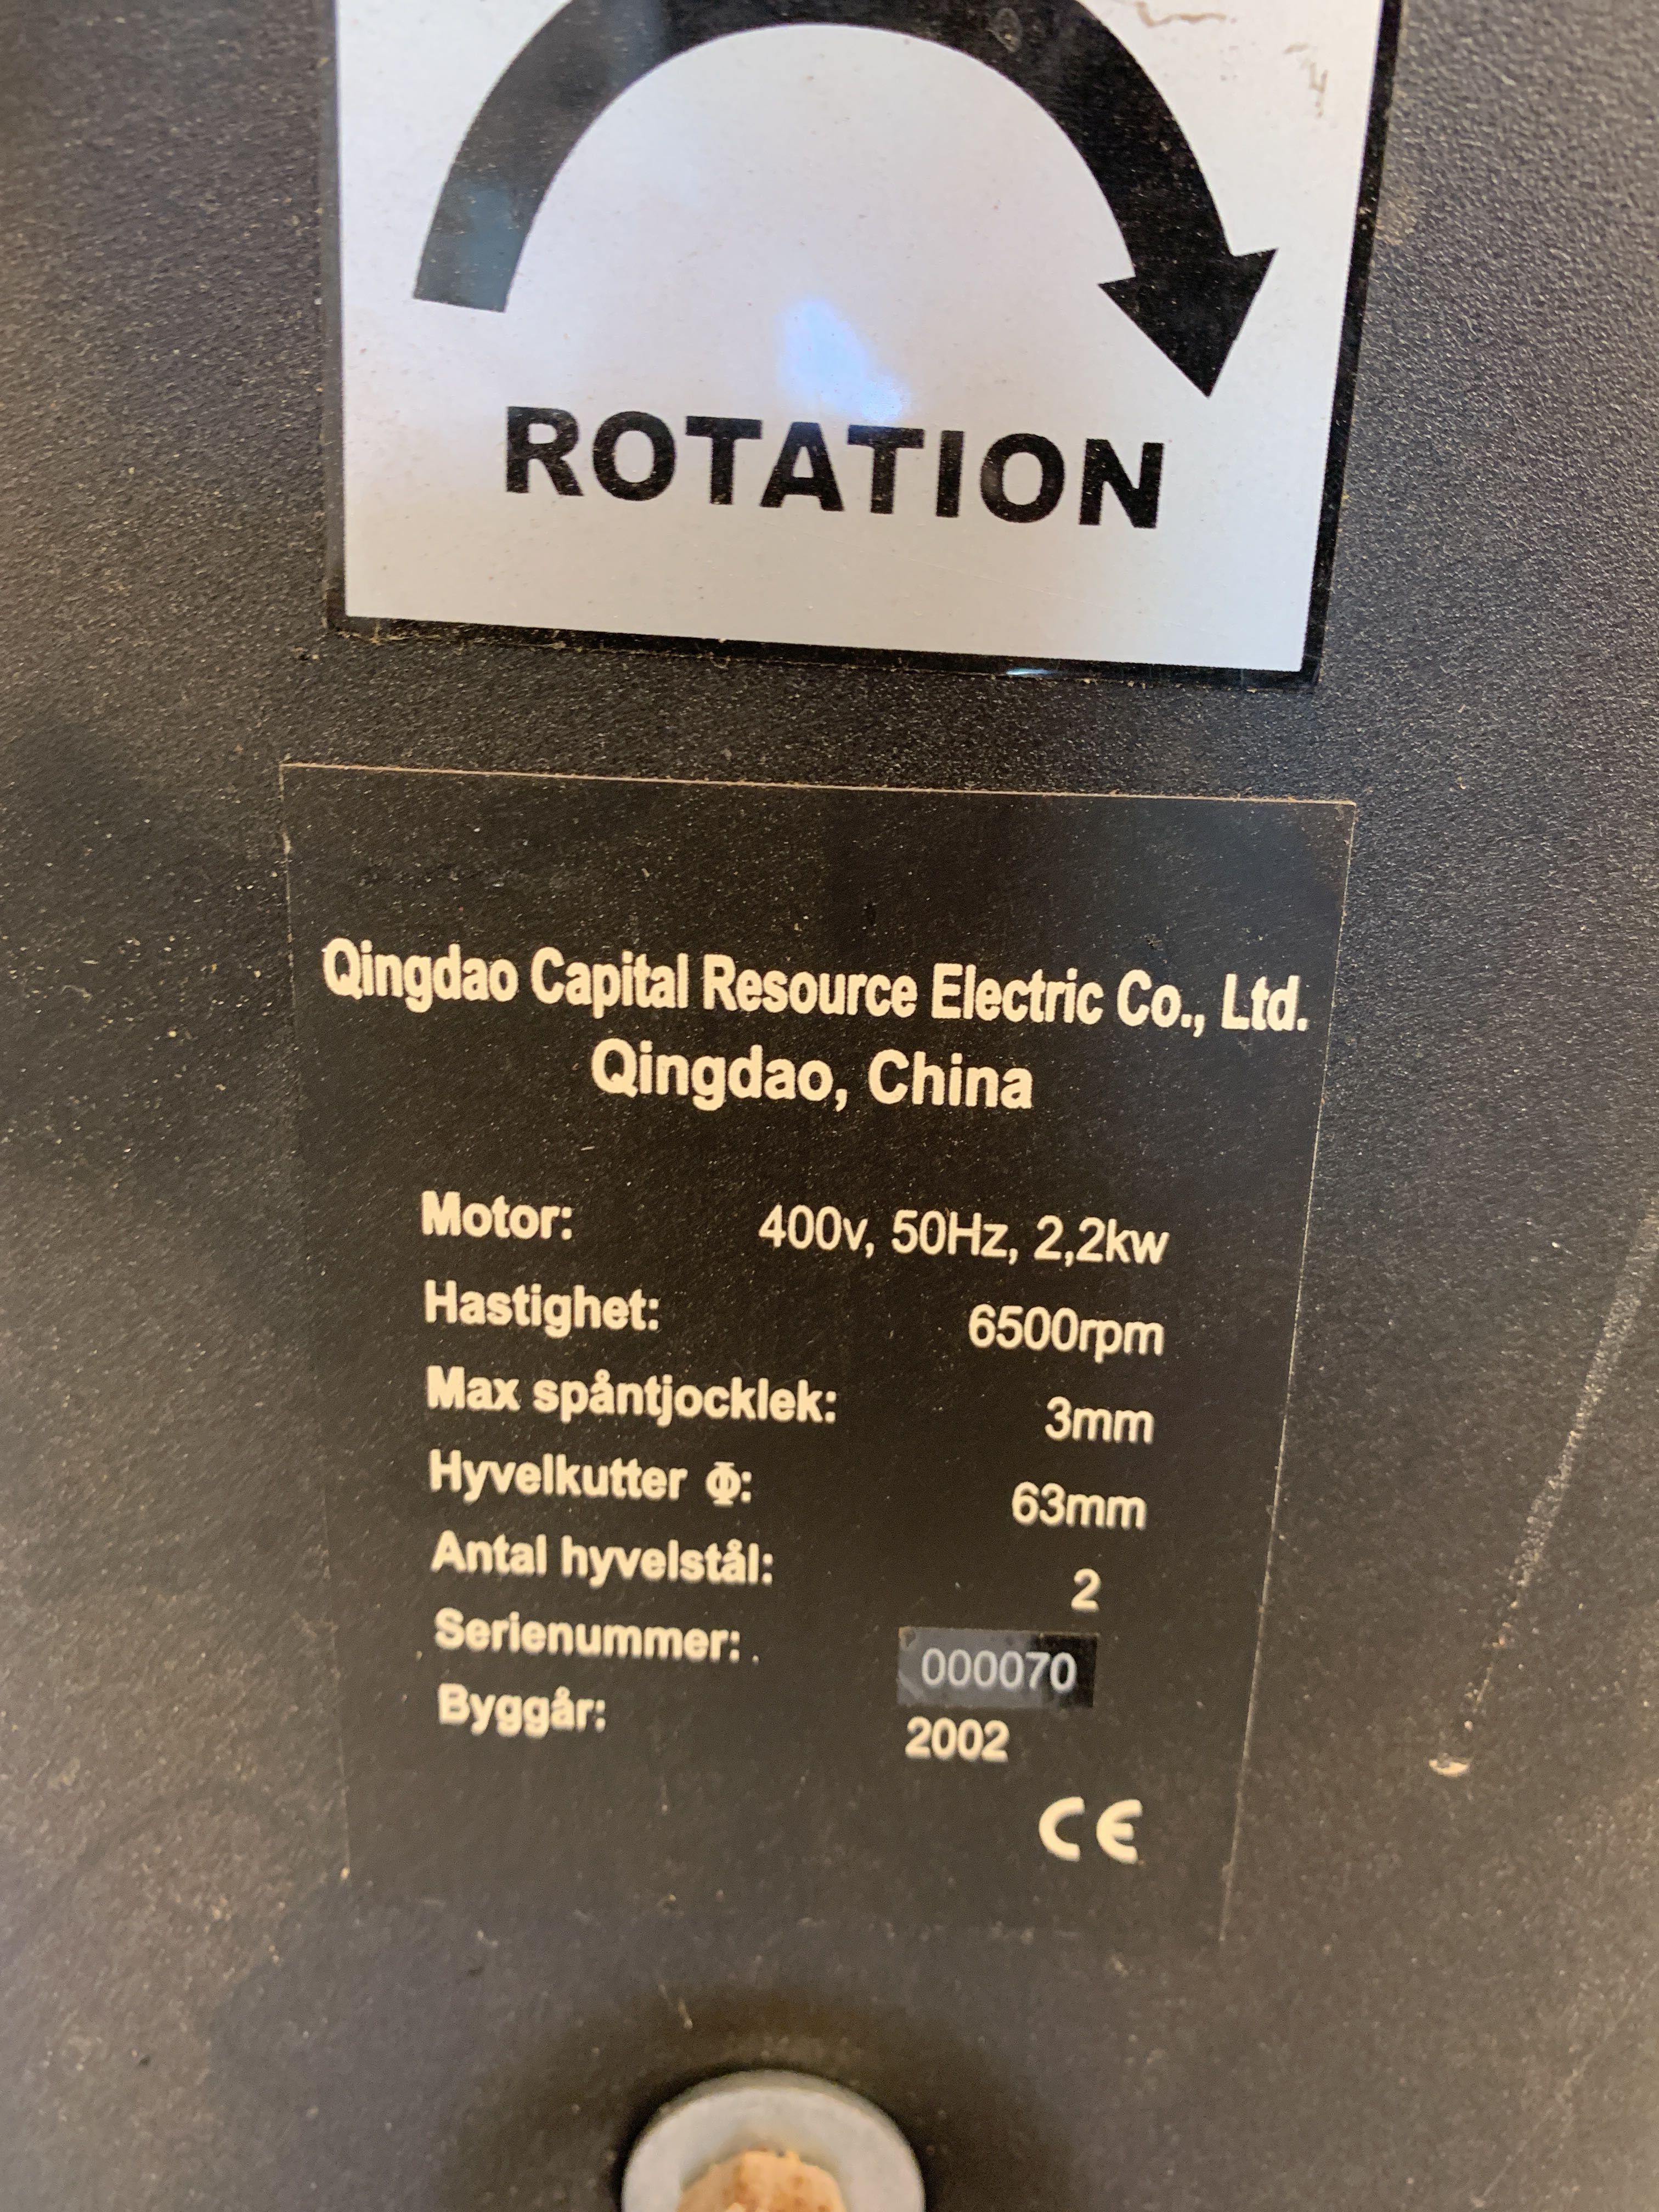 ROTATION
Qingdao Capital Resource Electric Co., Ltd.
Qingdao, China
Motor: 400v, 50Hz, 2,2kw
Hastighet: 6500rpm
Max spåntjocklek: 3mm
Hyvelkutter Φ: 63mm
Antal hyvelstål: 2
Serienummer: 000070
Byggår: 2002
CE